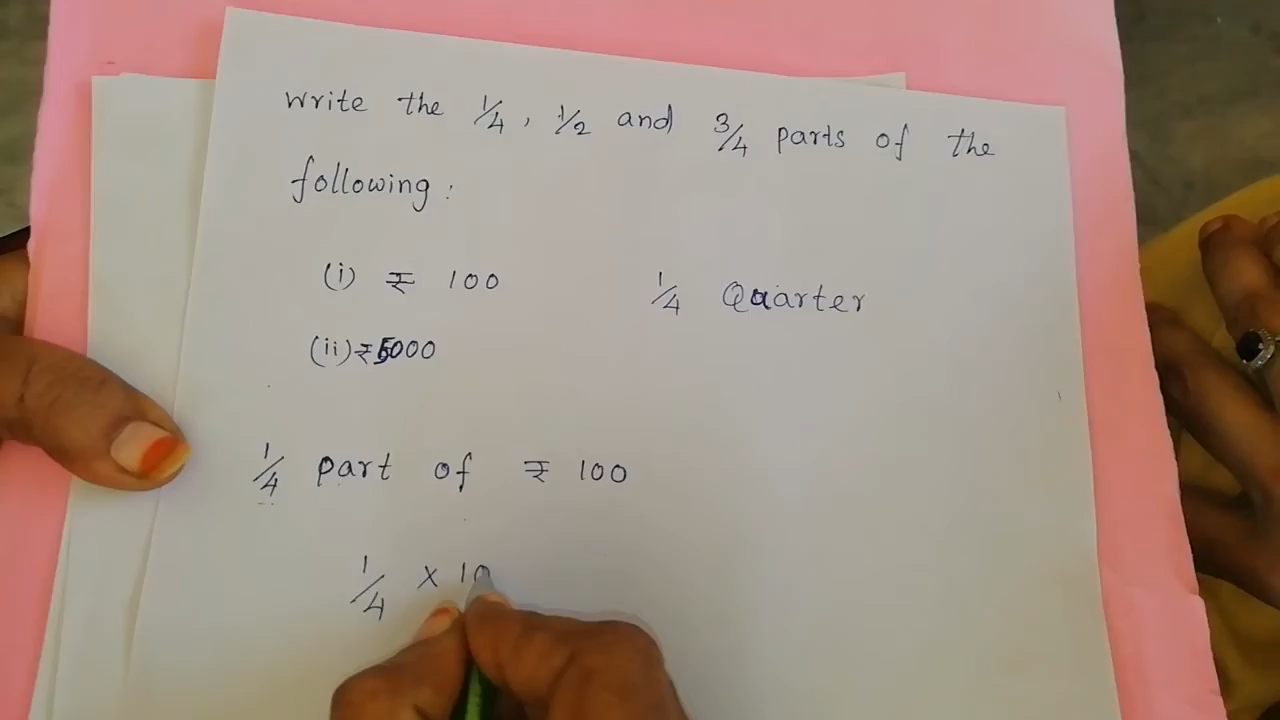 Write the 1/4, 1/2 and 3/4 parts of the
following:
(i) ₹ 100
1/4 Quarter
(ii) ₹5000
1/4 part of ₹ 100
1/4 × 10